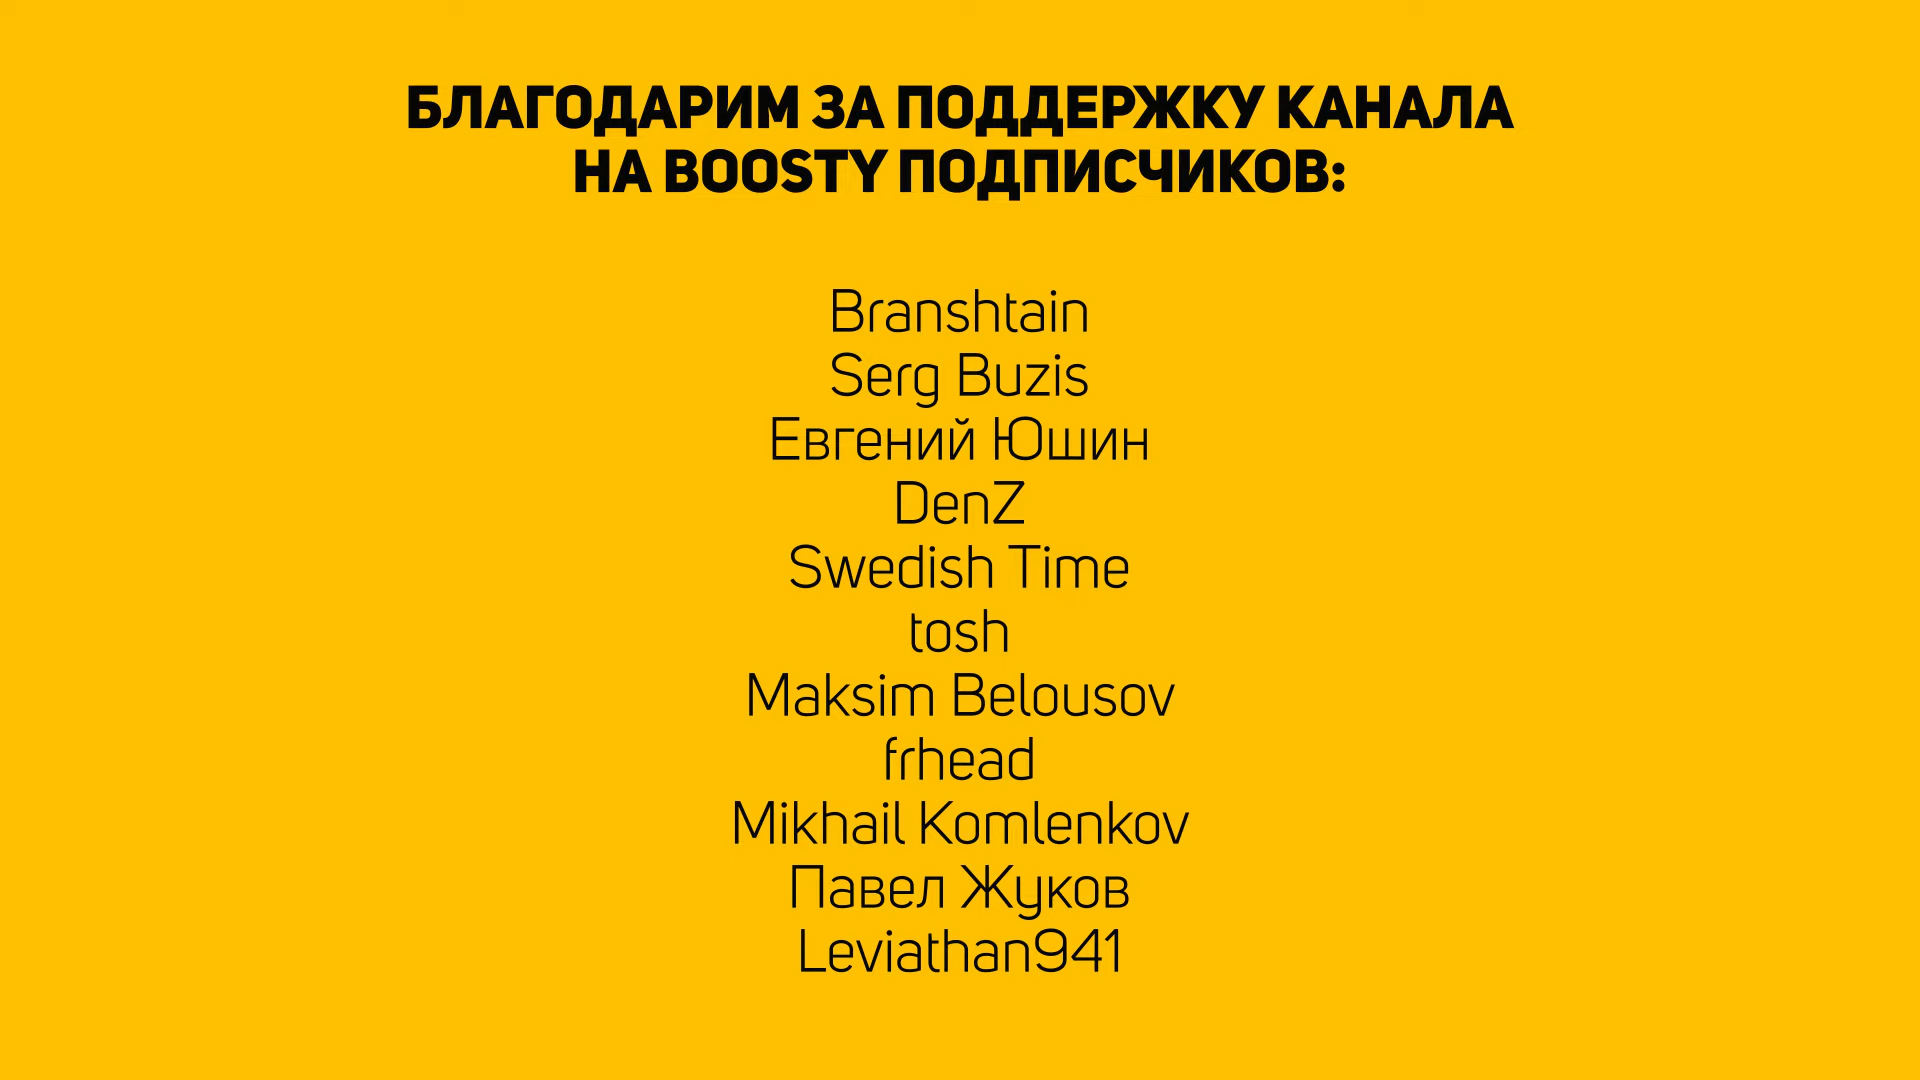 БЛАГОДАРИМ ЗА ПОДДЕРЖКУ КАНАЛА
НА BOOSTY ПОДПИСЧИКОВ:
Branshtain
Serg Buzis
Евгений Юшин
DenZ
Swedish Time
tosh
Maksim Belousov
frhead
Mikhail Komlenkov
Павел Жуков
Leviathan941